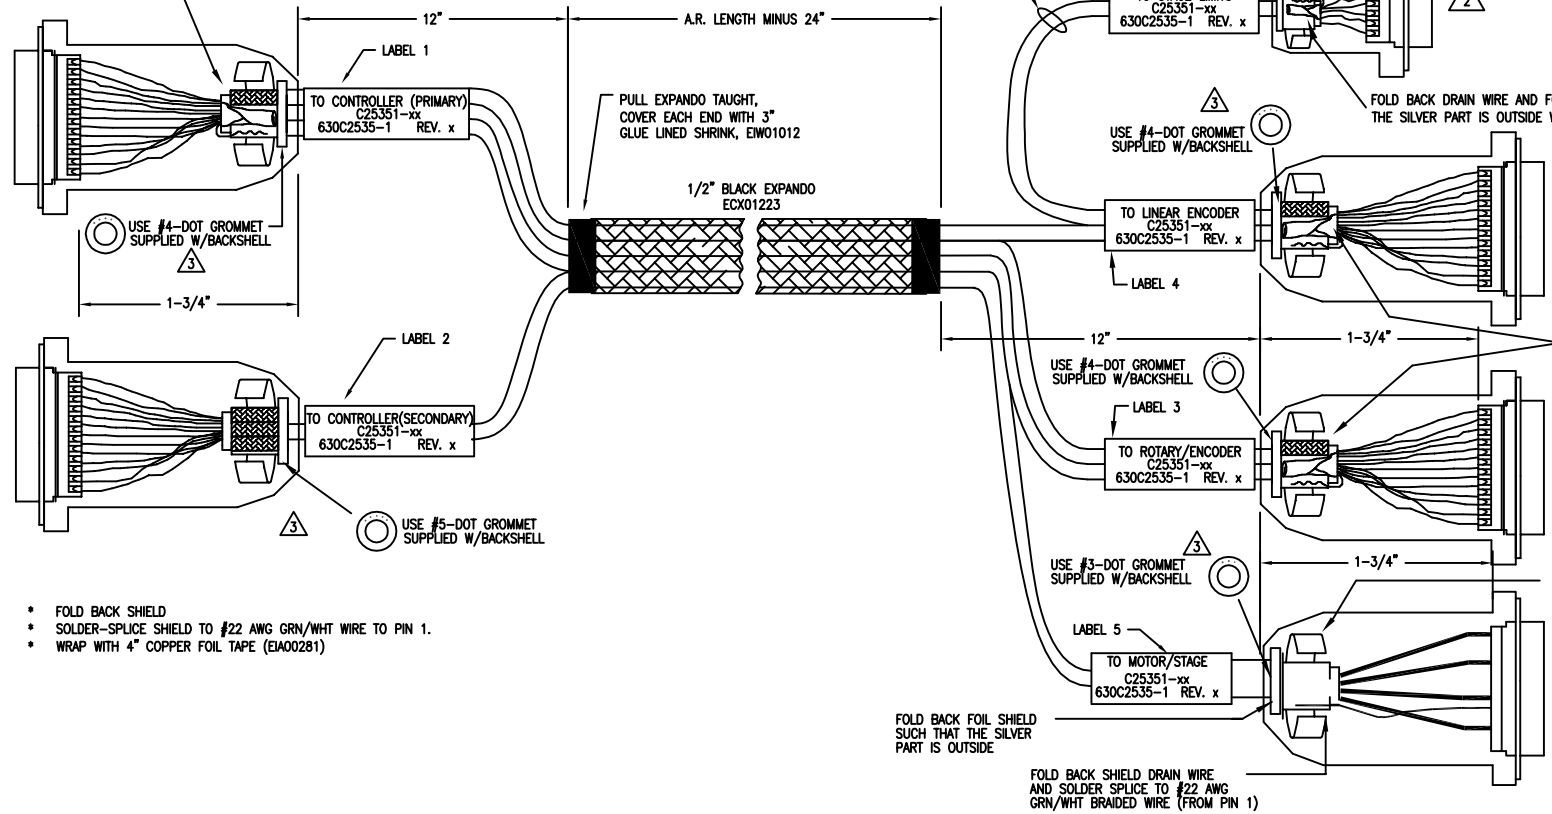 12"
A.R. LENGTH MINUS 24"
C25351-xx
630C2535-1 REV. x
2
LABEL 1
TO CONTROLLER (PRIMARY)
C25351-xx
630C2535-1 REV. x
PULL EXPANDO TAUGHT,
COVER EACH END WITH 3"
GLUE LINED SHRINK, EIW01012
3
USE #4-DOT GROMMET
SUPPLIED W/BACKSHELL
FOLD BACK DRAIN WIRE AND
THE SILVER PART IS OUTSIDE
1/2" BLACK EXPANDO
ECX01223
USE #4-DOT GROMMET
SUPPLIED W/BACKSHELL
3
1-3/4"
TO LINEAR ENCODER
C25351-xx
630C2535-1 REV. x
LABEL 4
12"
1-3/4"
LABEL 2
TO CONTROLLER(SECONDARY)
C25351-xx
630C2535-1 REV. x
USE #4-DOT GROMMET
SUPPLIED W/BACKSHELL
LABEL 3
TO ROTARY/ENCODER
C25351-xx
630C2535-1 REV. x
3
USE #5-DOT GROMMET
SUPPLIED W/BACKSHELL
3
USE #3-DOT GROMMET
SUPPLIED W/BACKSHELL
1-3/4"
* FOLD BACK SHIELD
* SOLDER-SPLICE SHIELD TO #22 AWG GRN/WHT WIRE TO PIN 1.
* WRAP WITH 4" COPPER FOIL TAPE (EIA00281)
LABEL 5
TO MOTOR/STAGE
C25351-xx
630C2535-1 REV. x
FOLD BACK FOIL SHIELD
SUCH THAT THE SILVER
PART IS OUTSIDE
FOLD BACK SHIELD DRAIN WIRE
AND SOLDER SPLICE TO #22 AWG
GRN/WHT BRAIDED WIRE (FROM PIN 1)